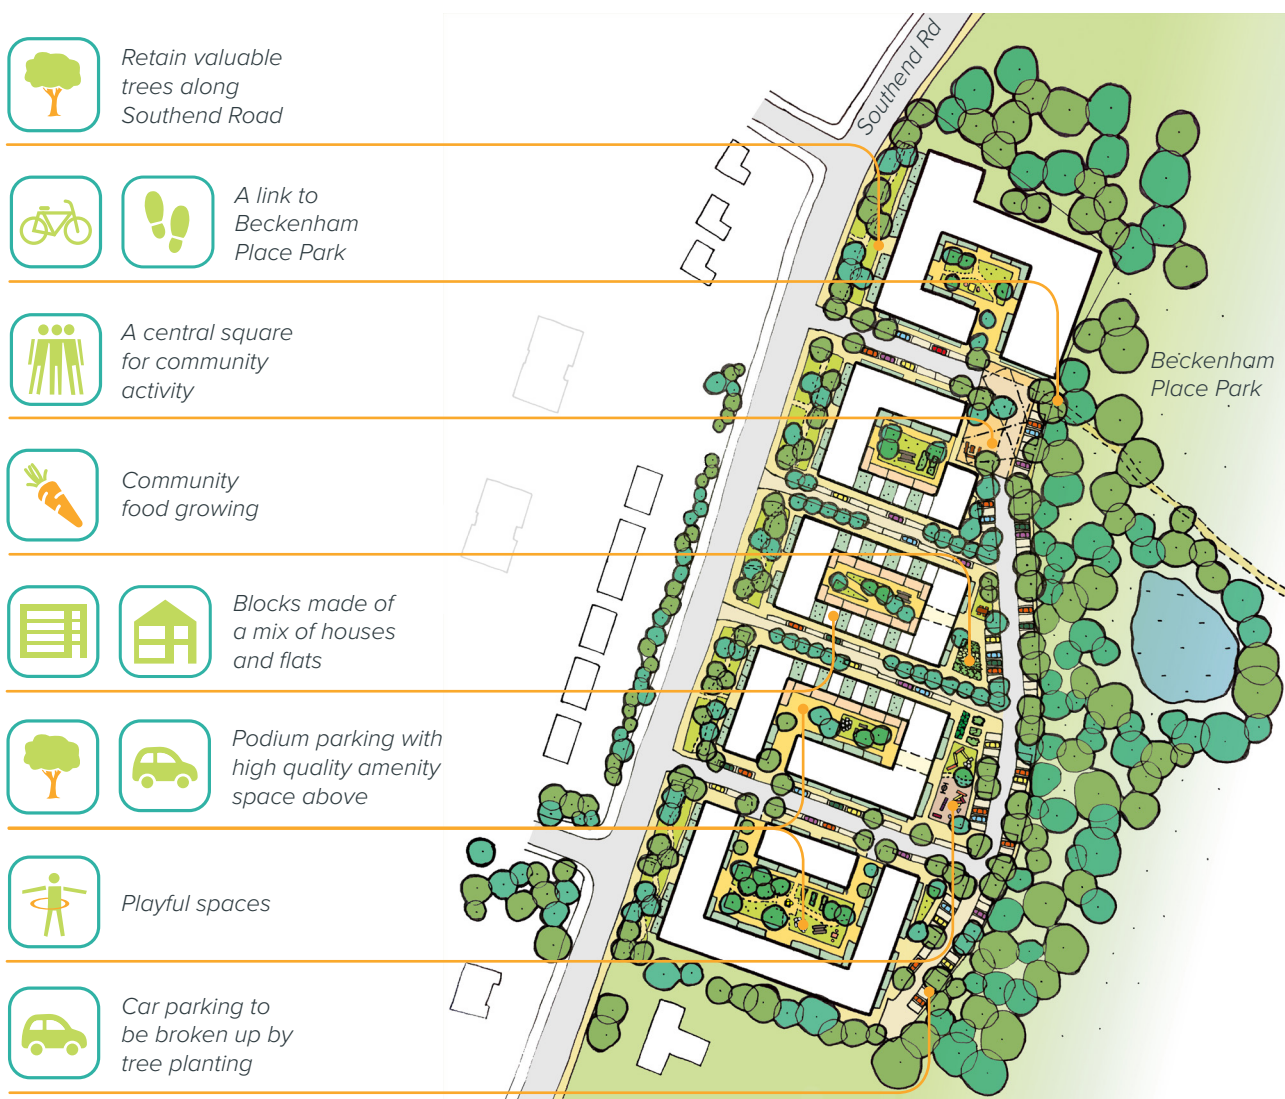 Southend Rd
Retain valuable
trees along
Southend Road
A link to
Beckenham
Place Park
A central square
for community
activity
Beckenham
Place Park
Community
food growing
Blocks made of
a mix of houses
and flats
Podium parking with
high quality amenity
space above
Playful spaces
Car parking to
be broken up by
tree planting